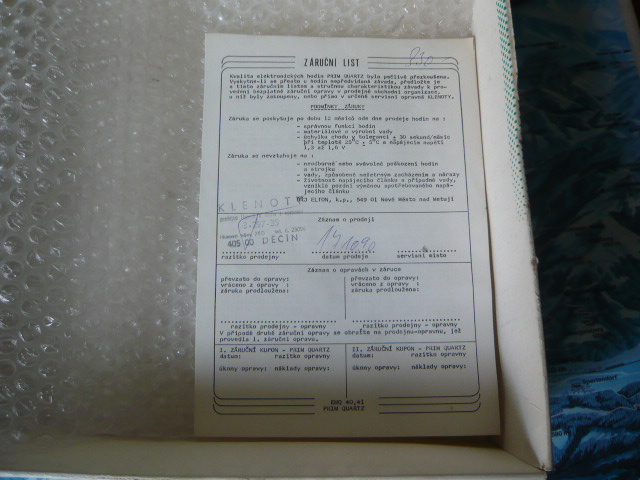 ZÁRUČNÍ LIST
830
Kvalita elektronických hodin PRIM QUARTZ byla pečlivě přezkoušena.
Vyskytne-li se přesto u hodin nepředvídaná závada, předložte je
s tímto záručním listem a stručnou charakteristikou závady k pro-
vedení bezplatné záruční opravy v prodejně obchodní organizace,
u níž byly zakoupeny, nebo přímo v určené servisní opravně KLENOTY.
PODMÍNKY ZÁRUKY
Záruka se poskytuje po dobu 12 měsíců ode dne prodeje hodin na :
- správnou funkci hodin
- materiálové a výrobní vady
- úchylku chodu v toleranci ± 30 sekund/měsíc
při teplotě 25°C ± 5°C a napájecím napětí
1,3 až 1,6 V
Záruka se nevztahuje na :
- neodborné nebo svévolné poškození hodin
a strojku
- vady, způsobené nešetrným zacházením a nárazy
- životnost napájecího článku a případné vady,
vzniklé pozdní výměnou spotřebovaného napá-
jecího článku
ELTON, k.p., 549 01 Nové Město nad Metují
KLENOTY
405 00 DĚČÍN
Záznam o prodeji
razítko prodejny datum prodeje servisní místo
Záznam o opravách v záruce
převzato do opravy: převzato do opravy:
vráceno z opravy : vráceno z opravy :
záruka prodloužena: záruka prodloužena:
razítko prodejny - opravny razítko prodejny - opravny
V případě druhé záruční opravy se obraťte na prodejnu-opravnu, jež
provedla 1. záruční opravu.
I. ZÁRUČNÍ KUPON - PRIM QUARTZ II. ZÁRUČNÍ KUPON - PRIM QUARTZ
datum: razítko opravny datum: razítko opravny
úkony opravy: náklady opravy: úkony opravy: náklady opravy:
EHS 40,41
PRIM QUARTZ